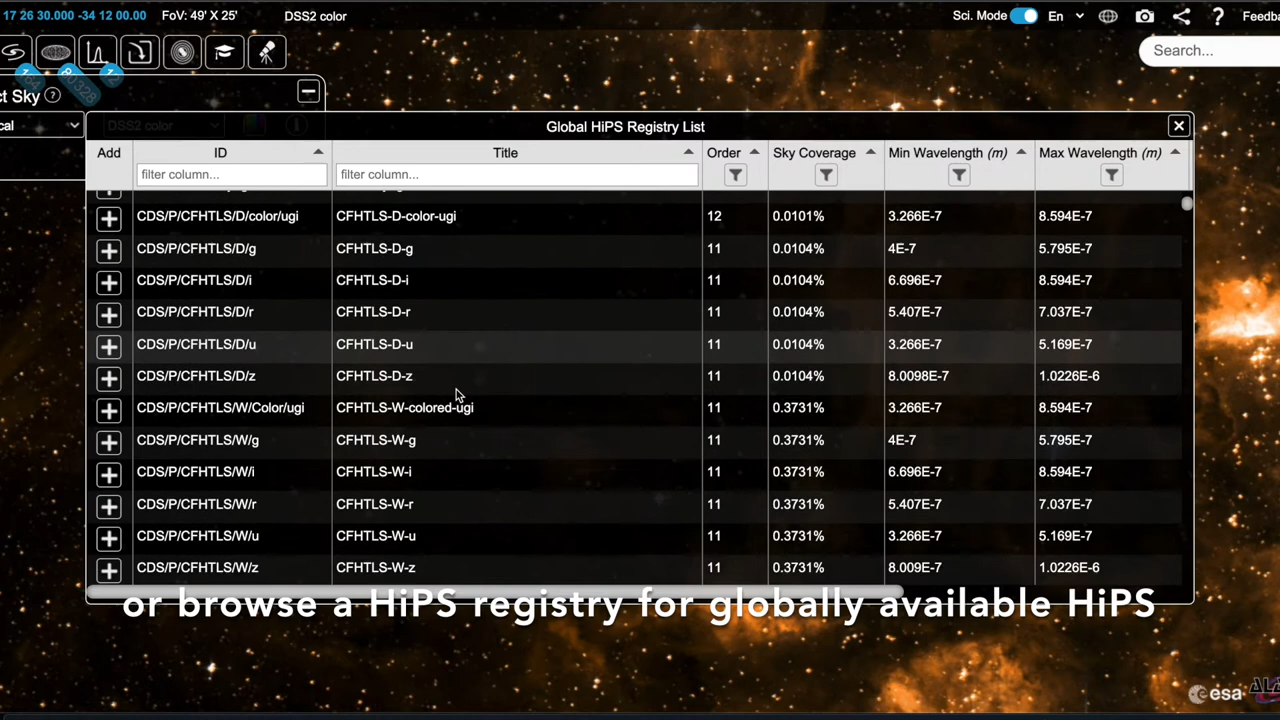 17 26 30.000 -34 12 00.00 FoV: 49' X 25' DSS2 color Sci. Mode En ? Feedba
Search...
164 80,328 12
ct Sky ?
cal DSS2 color
Global HiPS Registry List
Add ID Title Order Sky Coverage Min Wavelength (m) Max Wavelength (m)
filter column... filter column...
CDS/P/CFHTLS/D/color/ugi CFHTLS-D-color-ugi 12 0.0101% 3.266E-7 8.594E-7
CDS/P/CFHTLS/D/g CFHTLS-D-g 11 0.0104% 4E-7 5.795E-7
CDS/P/CFHTLS/D/i CFHTLS-D-i 11 0.0104% 6.696E-7 8.594E-7
CDS/P/CFHTLS/D/r CFHTLS-D-r 11 0.0104% 5.407E-7 7.037E-7
CDS/P/CFHTLS/D/u CFHTLS-D-u 11 0.0104% 3.266E-7 5.169E-7
CDS/P/CFHTLS/D/z CFHTLS-D-z 11 0.0104% 8.0098E-7 1.0226E-6
CDS/P/CFHTLS/W/Color/ugi CFHTLS-W-colored-ugi 11 0.3731% 3.266E-7 8.594E-7
CDS/P/CFHTLS/W/g CFHTLS-W-g 11 0.3731% 4E-7 5.795E-7
CDS/P/CFHTLS/W/i CFHTLS-W-i 11 0.3731% 6.696E-7 8.594E-7
CDS/P/CFHTLS/W/r CFHTLS-W-r 11 0.3731% 5.407E-7 7.037E-7
CDS/P/CFHTLS/W/u CFHTLS-W-u 11 0.3731% 3.266E-7 5.169E-7
CDS/P/CFHTLS/W/z CFHTLS-W-z 11 0.3731% 8.009E-7 1.0226E-6
or browse a HiPS registry for globally available HiPS
esa